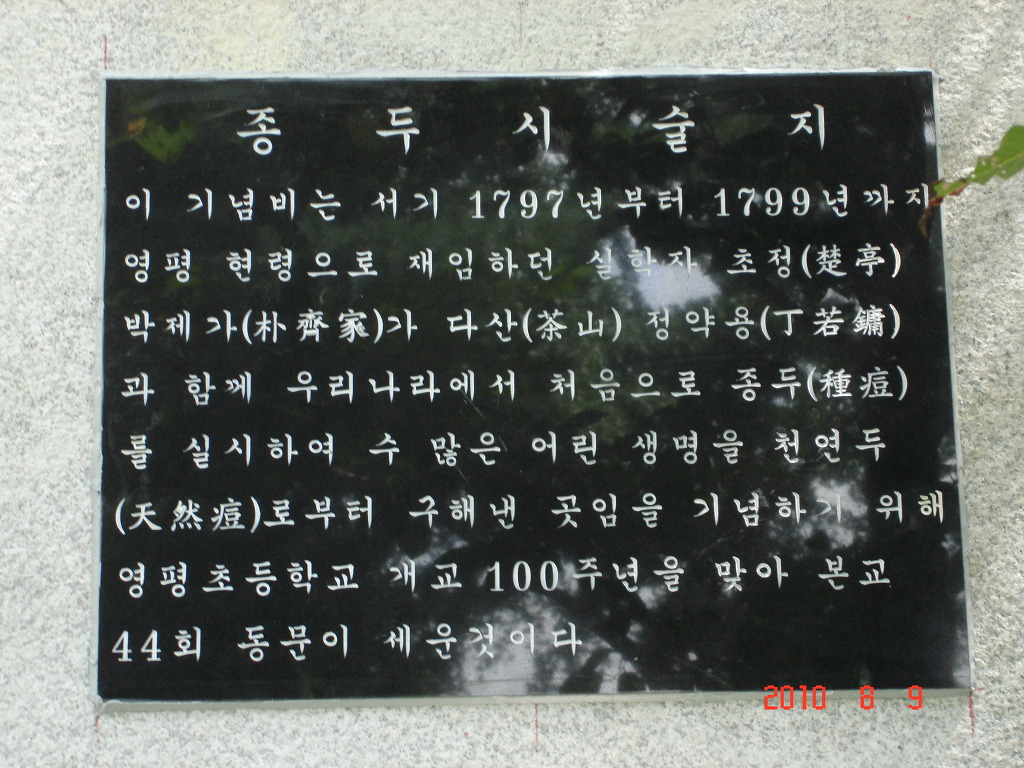 종 두 시 술 지
이 기념비는 서기 1797년부터 1799년까지
영평 현령으로 재임하던 실학자 초정(楚亭)
박제가(朴齊家)가 다산(茶山) 정약용(丁若鏞)
과 함께 우리나라에서 처음으로 종두(種痘)
를 실시하여 수 많은 어린 생명을 천연두
(天然痘)로부터 구해낸 곳임을 기념하기 위해
영평초등학교 개교 100주년을 맞아 본교
44회 동문이 세운것이다
2010 8 9